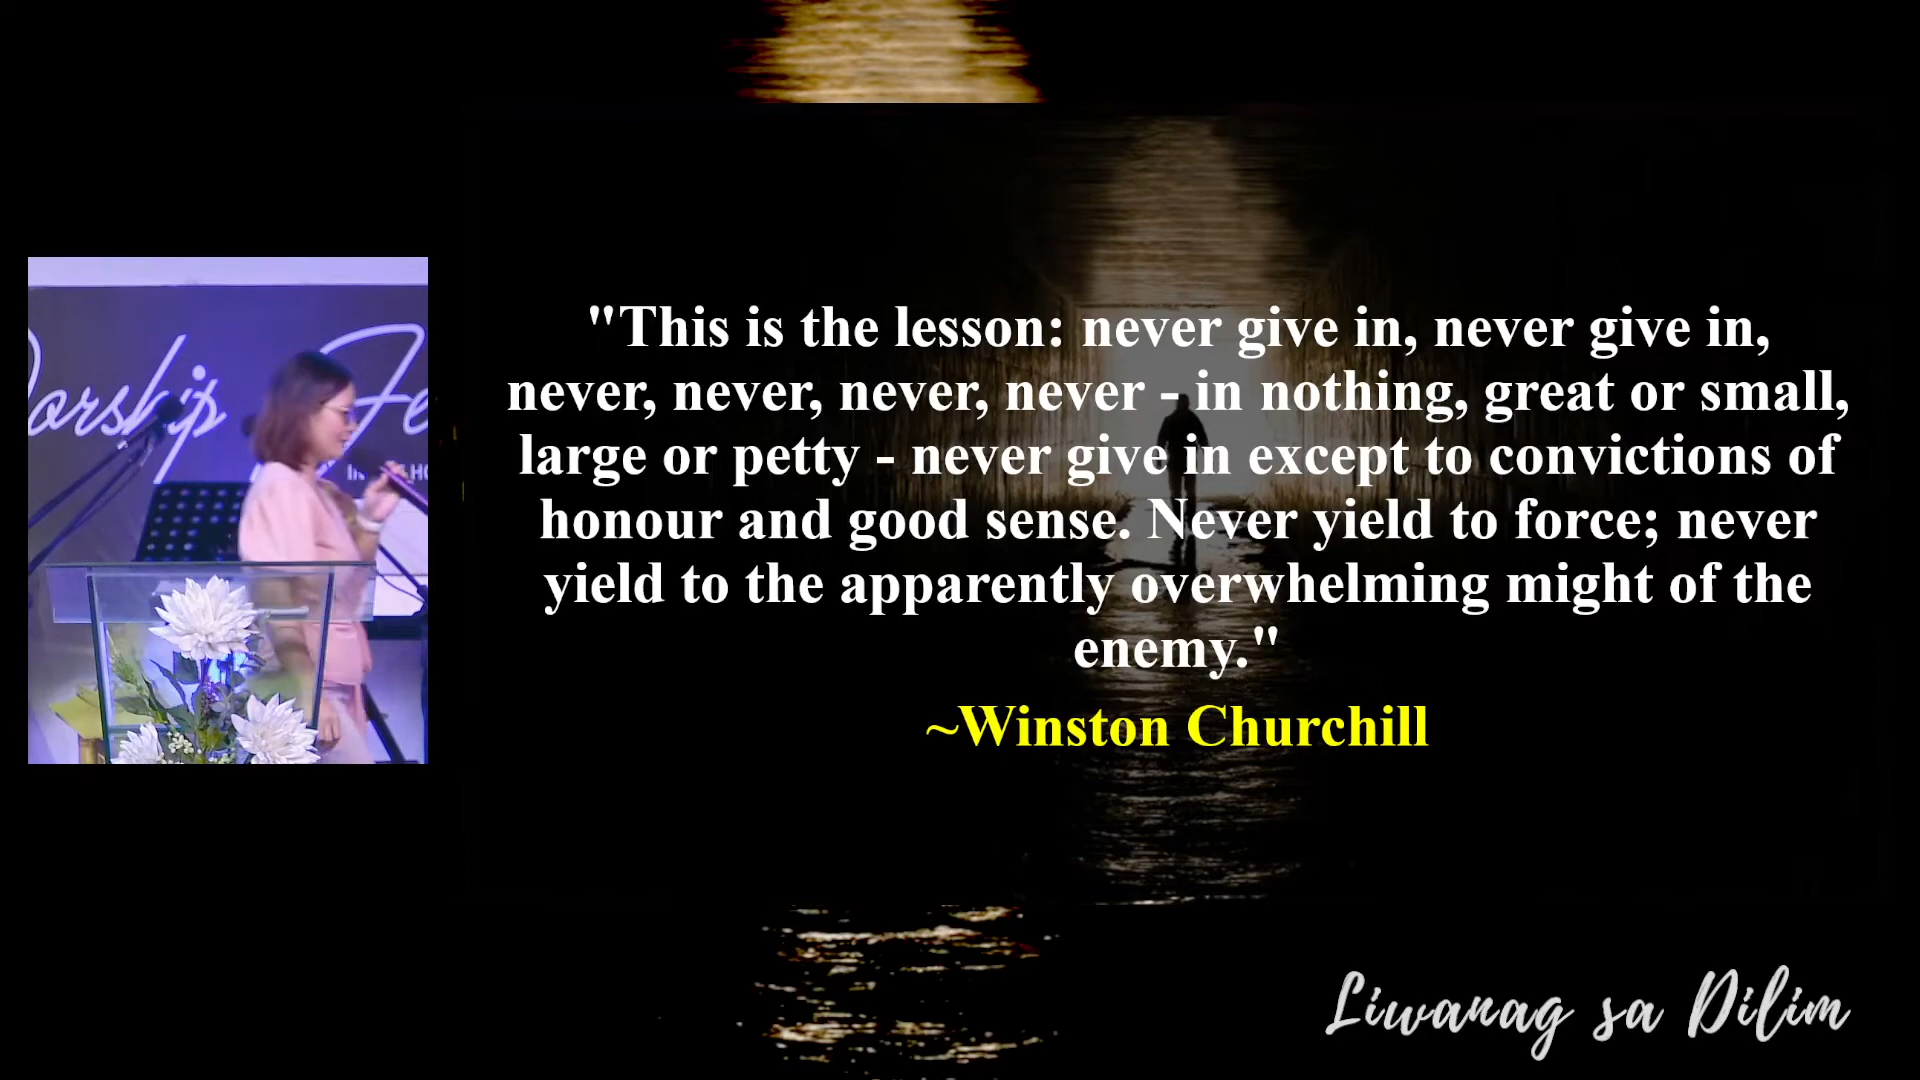 "This is the lesson: never give in, never give in,
never, never, never, never - in nothing, great or small,
large or petty - never give in except to convictions of
honour and good sense. Never yield to force; never
yield to the apparently overwhelming might of the
enemy."
~Winston Churchill
Liwanag sa Dilim